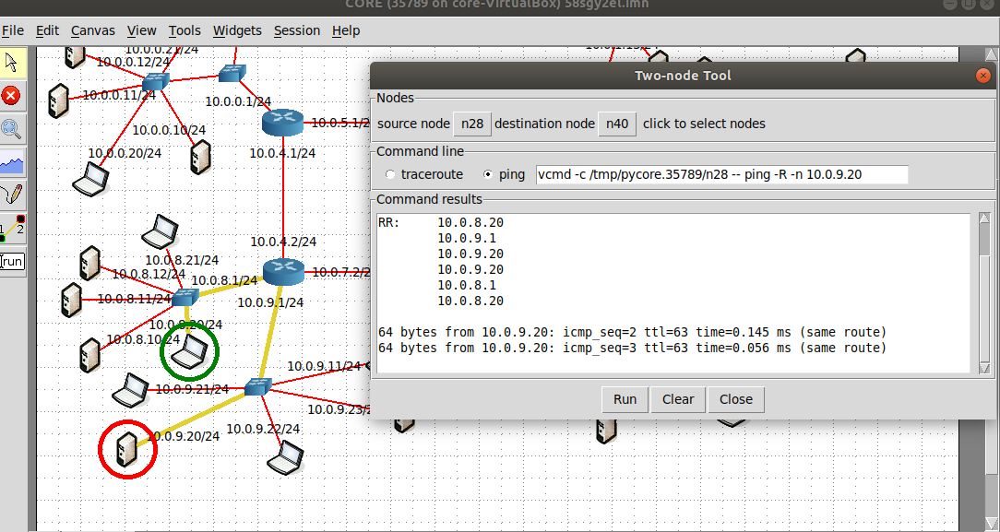 CORE (35789 on core-VirtualBox) 58sgy2el.imn
File Edit Canvas View Tools Widgets Session Help
10.0.0.21/24
10.0.0.12/24
10.0.0.11/24
10.0.0.1/24
10.0.0.10/24
10.0.0.20/24
10.0.5.1/2
10.0.4.1/24
10.0.4.2/24
10.0.7.2/2
10.0.8.21/24
10.0.8.12/24
10.0.8.1/24
10.0.8.11/24
10.0.9.1/24
10.0.8.20/24
10.0.8.10/24
10.0.9.11/24
10.0.9.21/24
10.0.9.23/
10.0.9.22/24
10.0.9.20/24
1 2
run
Two-node Tool
Nodes
source node n28 destination node n40 click to select nodes
Command line
traceroute ping vcmd -c /tmp/pycore.35789/n28 -- ping -R -n 10.0.9.20
Command results
RR: 10.0.8.20
10.0.9.1
10.0.9.20
10.0.9.20
10.0.8.1
10.0.8.20
64 bytes from 10.0.9.20: icmp_seq=2 ttl=63 time=0.145 ms (same route)
64 bytes from 10.0.9.20: icmp_seq=3 ttl=63 time=0.056 ms (same route)
Run Clear Close